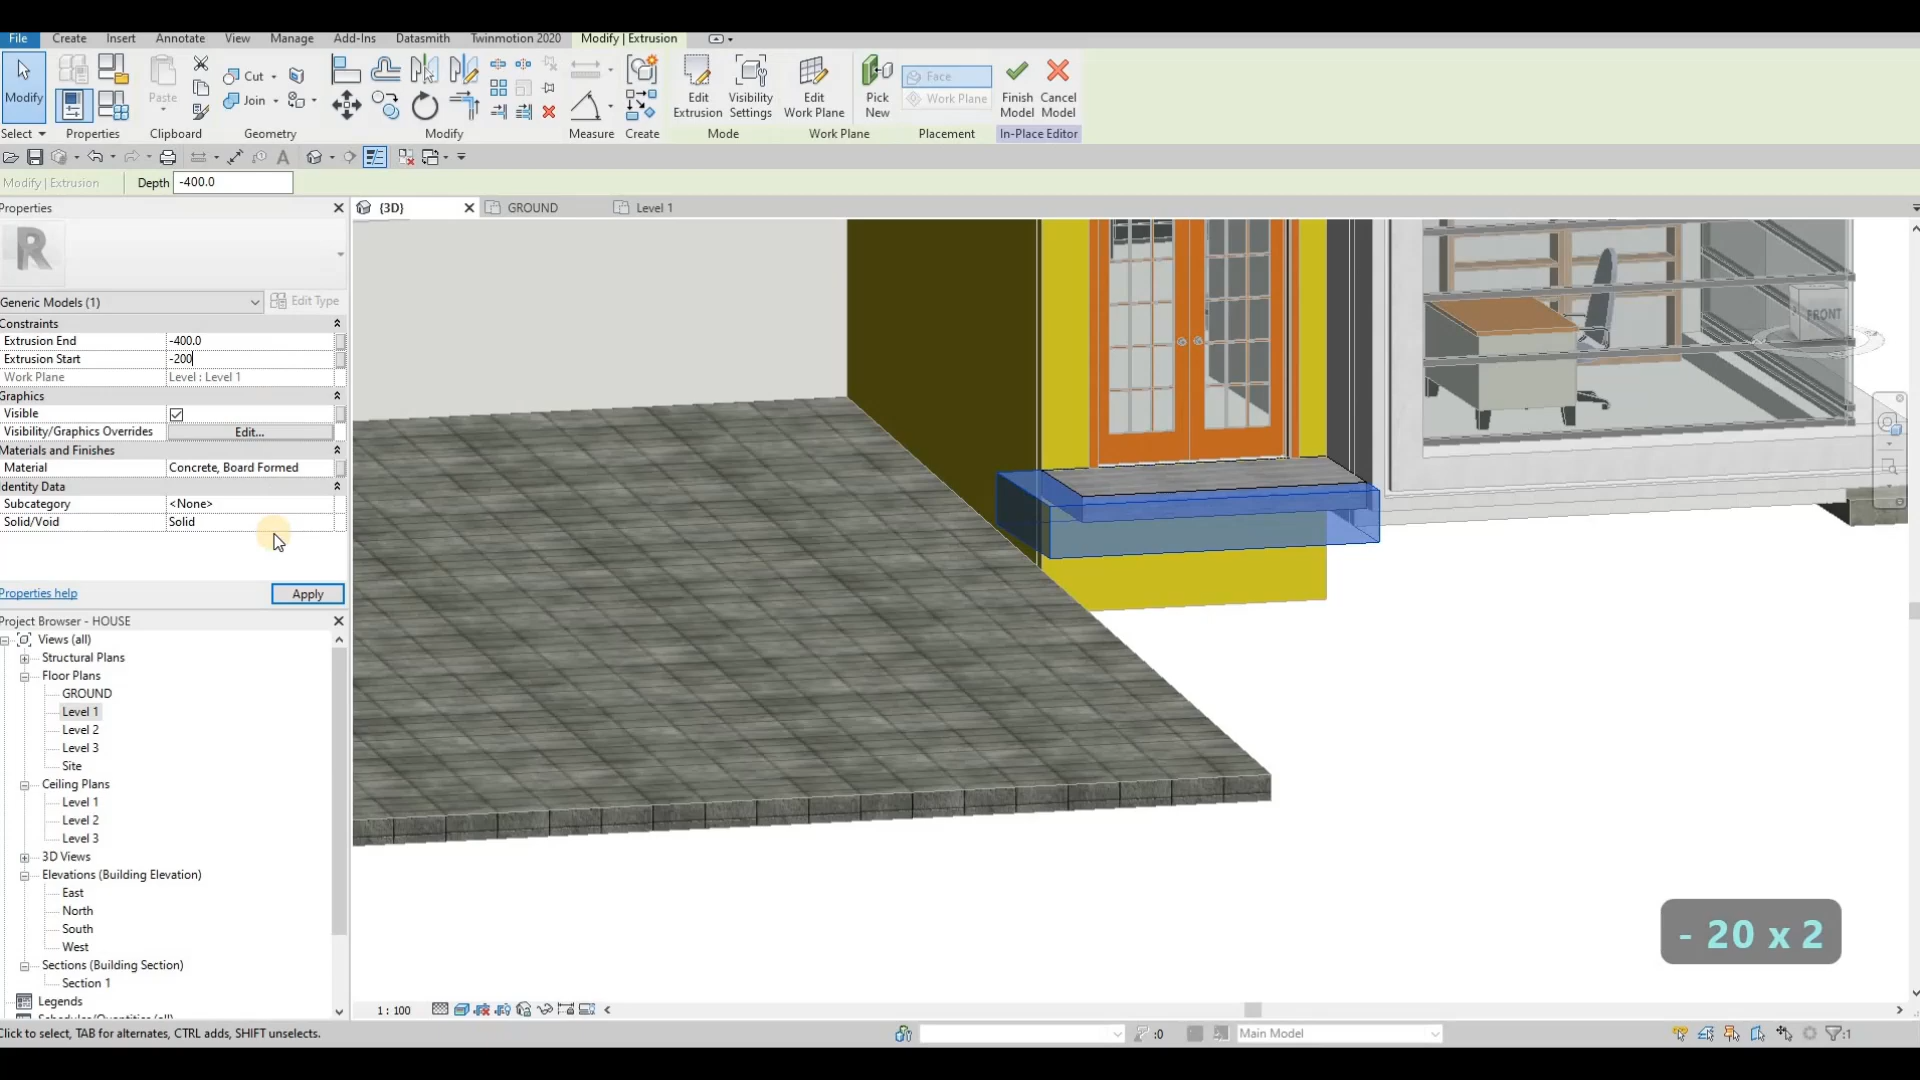 File Create Insert Annotate View Manage Add-Ins Datasmith Twinmotion 2020 Modify | Extrusion
Modify Paste Cut Join Edit Extrusion Visibility Settings Edit Work Plane Pick New Face Work Plane Finish Model Cancel Model
Select Properties Clipboard Geometry Modify Measure Create Mode Work Plane Placement In-Place Editor
Modify | Extrusion Depth -400.0
Properties {3D} GROUND Level 1
R
Generic Models (1) Edit Type
Constraints
Extrusion End -400.0
Extrusion Start -200
Work Plane Level : Level 1
Graphics
Visible
Visibility/Graphics Overrides Edit...
Materials and Finishes
Material Concrete, Board Formed
Identity Data
Subcategory <None>
Solid/Void Solid
Properties help Apply
Project Browser - HOUSE
Views (all)
Structural Plans
Floor Plans
GROUND
Level 1
Level 2
Level 3
Site
Ceiling Plans
Level 1
Level 2
Level 3
3D Views
Elevations (Building Elevation)
East
North
South
West
Sections (Building Section)
Section 1
Legends
FRONT
- 20 x 2
1 : 100
Click to select, TAB for alternates, CTRL adds, SHIFT unselects. :0 Main Model :1